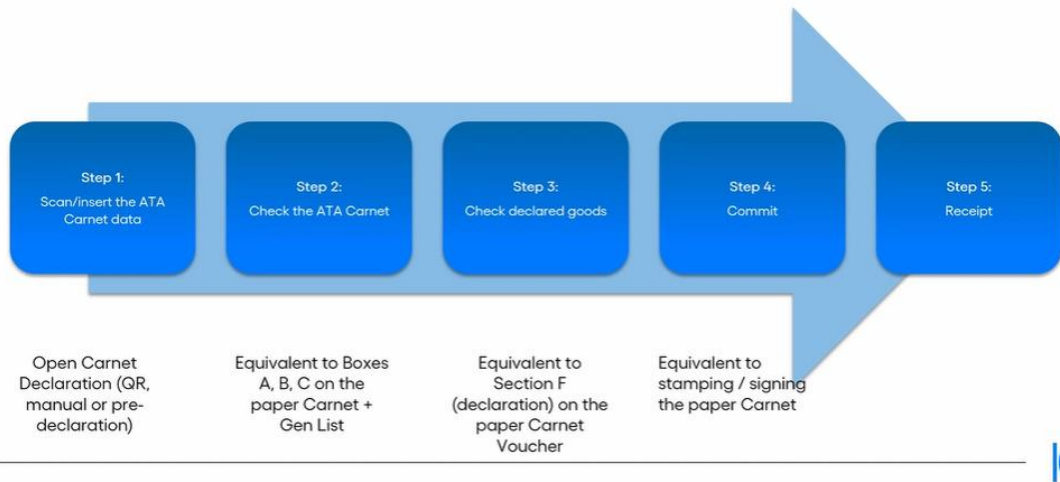 Step 1:
Scan/insert the ATA
Carnet data
Step 2:
Check the ATA Carnet
Step 3:
Check declared goods
Step 4:
Commit
Step 5:
Receipt
Open Carnet
Declaration (QR,
manual or pre-
declaration)
Equivalent to Boxes
A, B, C on the
paper Carnet +
Gen List
Equivalent to
Section F
(declaration) on the
paper Carnet
Voucher
Equivalent to
stamping / signing
the paper Carnet